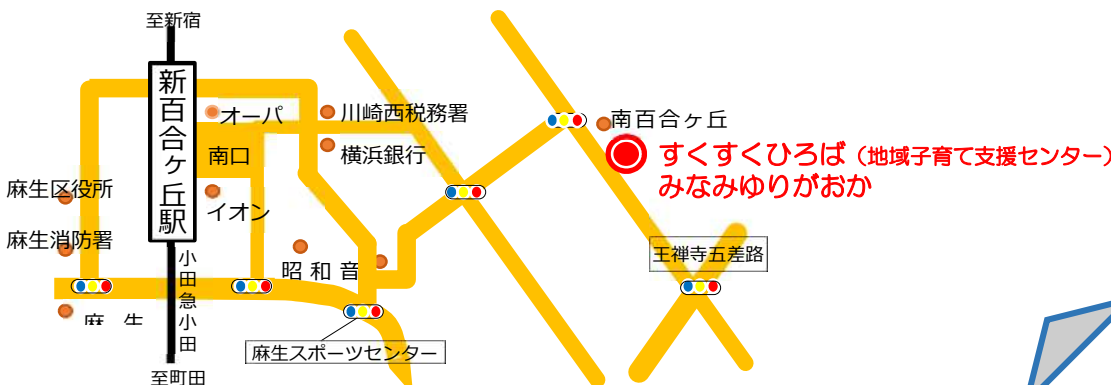 至新宿
新百合ヶ丘駅
オーパ
川崎西税務署
南口
横浜銀行
麻生区役所
イオン
麻生消防署
小田急小田
昭和音
麻生
麻生スポーツセンター
至町田
南百合ヶ丘
すくすくひろば（地域子育て支援センター）
みなみゆりがおか
王禅寺五差路